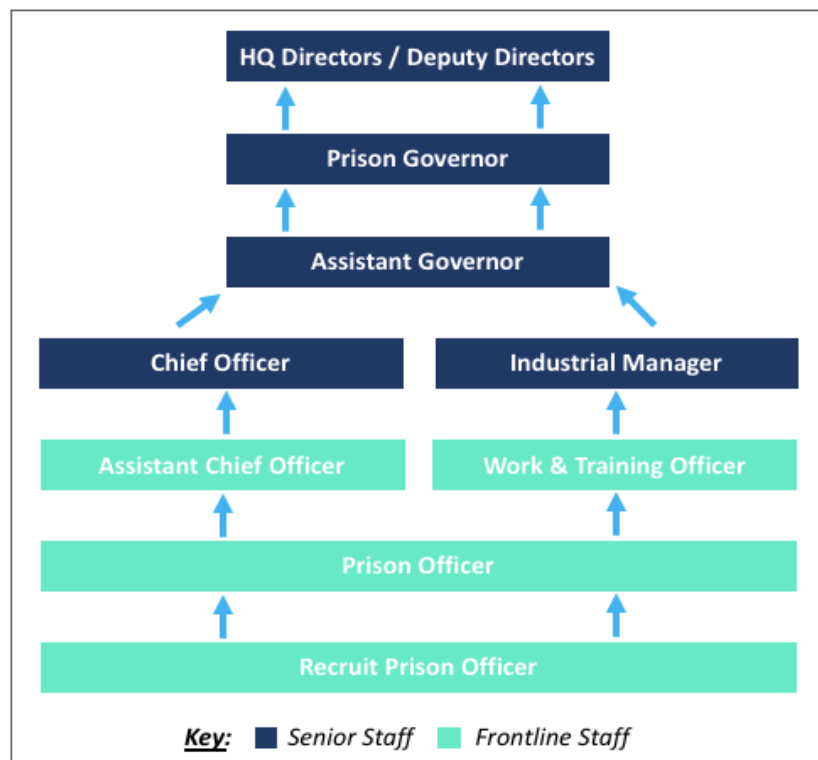 HQ Directors / Deputy Directors
Prison Governor
Assistant Governor
Chief Officer
Industrial Manager
Assistant Chief Officer
Work & Training Officer
Prison Officer
Recruit Prison Officer
Key: Senior Staff Frontline Staff